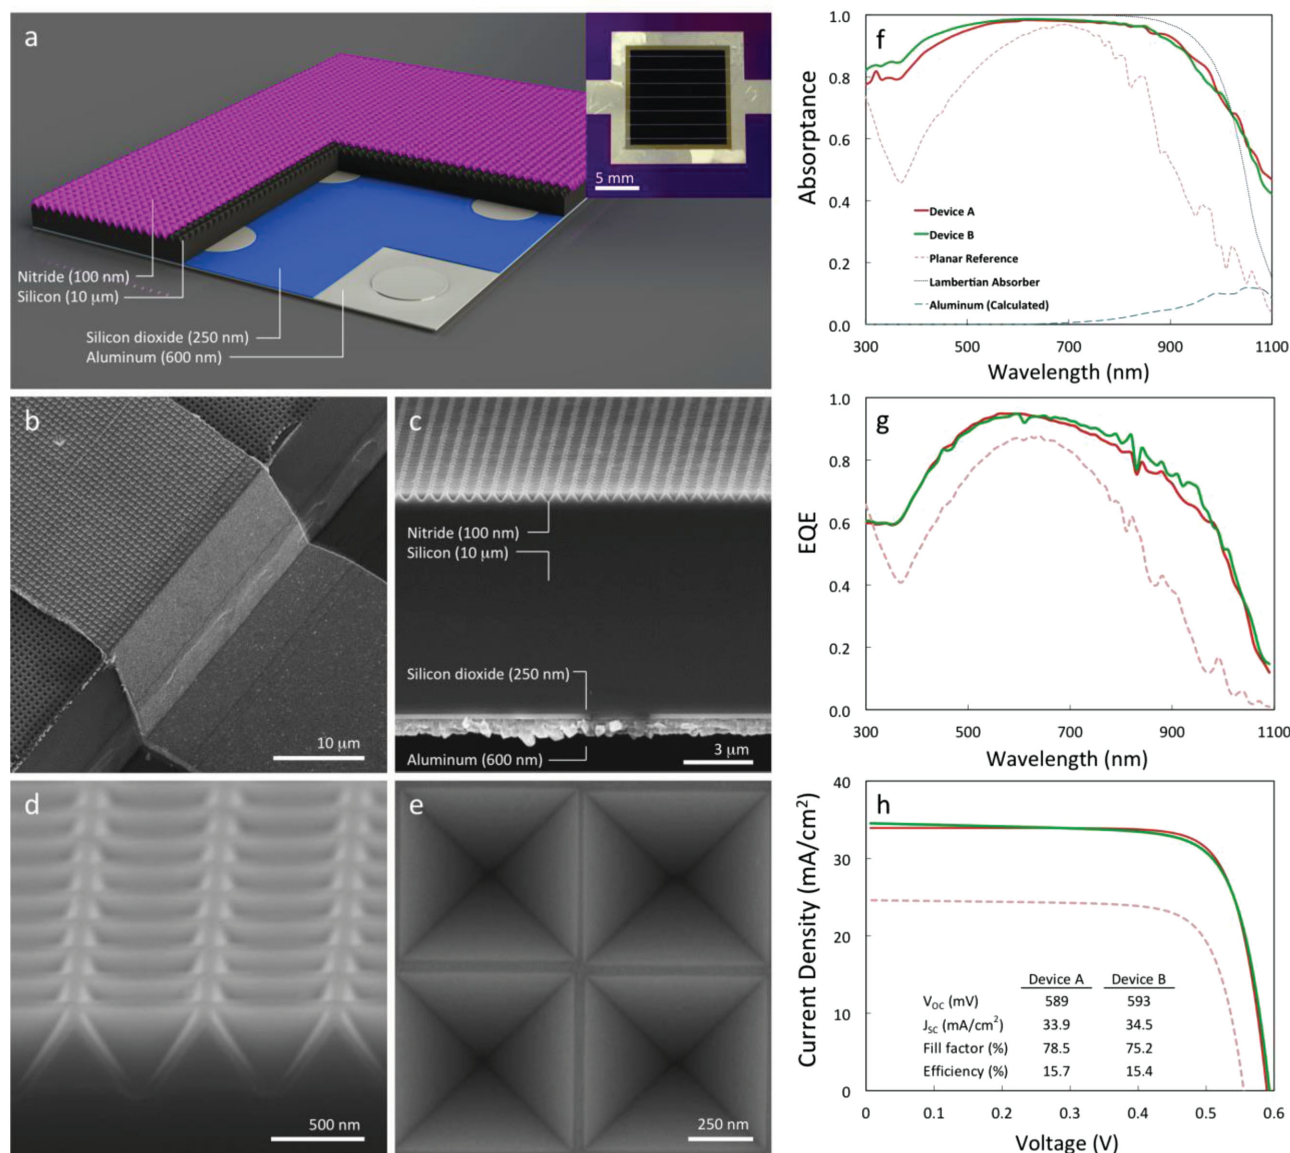 a
5 mm
Nitride (100 nm)
Silicon (10 μm)
Silicon dioxide (250 nm)
Aluminum (600 nm)
b
10 μm
c
Nitride (100 nm)
Silicon (10 μm)
Silicon dioxide (250 nm)
Aluminum (600 nm)
3 μm
d
500 nm
e
250 nm
f
Absorptance
1.0
0.8
0.6
0.4
0.2
0.0
Device A
Device B
Planar Reference
Lambertian Absorber
Aluminum (Calculated)
300 500 700 900 1100
Wavelength (nm)
g
EQE
1.0
0.8
0.6
0.4
0.2
0.0
300 500 700 900 1100
Wavelength (nm)
h
Current Density (mA/cm²)
40
30
20
10
0
Device A Device B
V_OC (mV) 589 593
J_SC (mA/cm²) 33.9 34.5
Fill factor (%) 78.5 75.2
Efficiency (%) 15.7 15.4
0 0.1 0.2 0.3 0.4 0.5 0.6
Voltage (V)